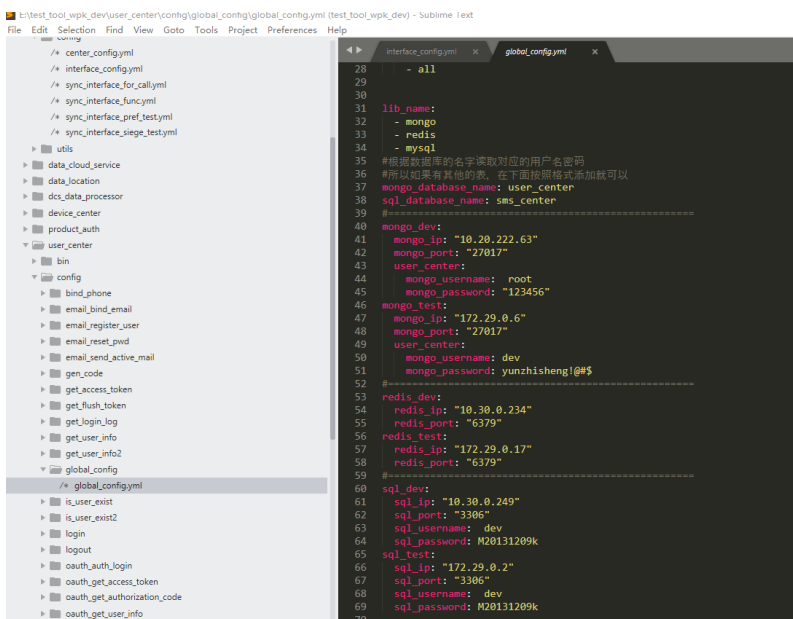 E:\test_tool_wpk_dev\user_center\config\global_config\global_config.yml (test_tool_wpk_dev) - Sublime Text
File Edit Selection Find View Goto Tools Project Preferences Help
config
/* center_config.yml
/* interface_config.yml
/* sync_interface_for_call.yml
/* sync_interface_func.yml
/* sync_interface_pref_test.yml
/* sync_interface_siege_test.yml
utils
data_cloud_service
data_location
dcs_data_processor
device_center
product_auth
user_center
bin
config
bind_phone
email_bind_email
email_register_user
email_reset_pwd
email_send_active_mail
gen_code
get_access_token
get_flush_token
get_login_log
get_user_info
get_user_info2
global_config
/* global_config.yml
is_user_exist
is_user_exist2
login
logout
oauth_auth_login
oauth_get_access_token
oauth_get_authorization_code
oauth_get_user_info
interface_config.yml × global_config.yml ×
28 - all
29
30
31 lib_name:
32 - mongo
33 - redis
34 - mysql
35 #根据数据库的名字读取对应的用户名密码
36 #所以如果有其他的表，在下面按照格式添加就可以
37 mongo_database_name: user_center
38 sql_database_name: sms_center
39 #===================================================
40 mongo_dev:
41 mongo_ip: "10.20.222.63"
42 mongo_port: "27017"
43 user_center:
44 mongo_username: root
45 mongo_password: "123456"
46 mongo_test:
47 mongo_ip: "172.29.0.6"
48 mongo_port: "27017"
49 user_center:
50 mongo_username: dev
51 mongo_password: yunzhisheng!@#$
52 #===================================================
53 redis_dev:
54 redis_ip: "10.30.0.234"
55 redis_port: "6379"
56 redis_test:
57 redis_ip: "172.29.0.17"
58 redis_port: "6379"
59 #===================================================
60 sql_dev:
61 sql_ip: "10.30.0.249"
62 sql_port: "3306"
63 sql_username: dev
64 sql_password: M20131209k
65 sql_test:
66 sql_ip: "172.29.0.2"
67 sql_port: "3306"
68 sql_username: dev
69 sql_password: M20131209k
70